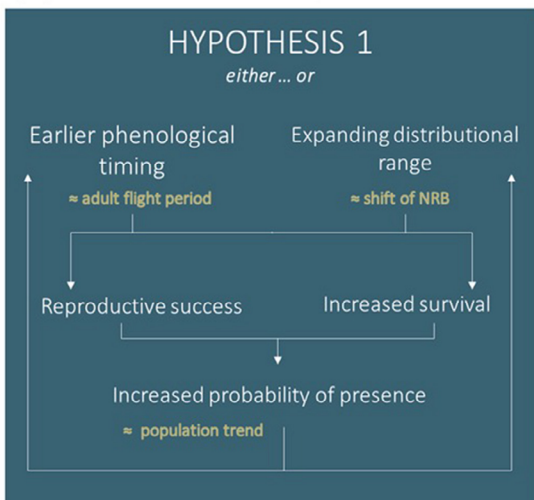 HYPOTHESIS 1
either... or
Earlier phenological
timing
≈ adult flight period
Expanding distributional
range
≈ shift of NRB
Reproductive success
Increased survival
Increased probability of presence
≈ population trend